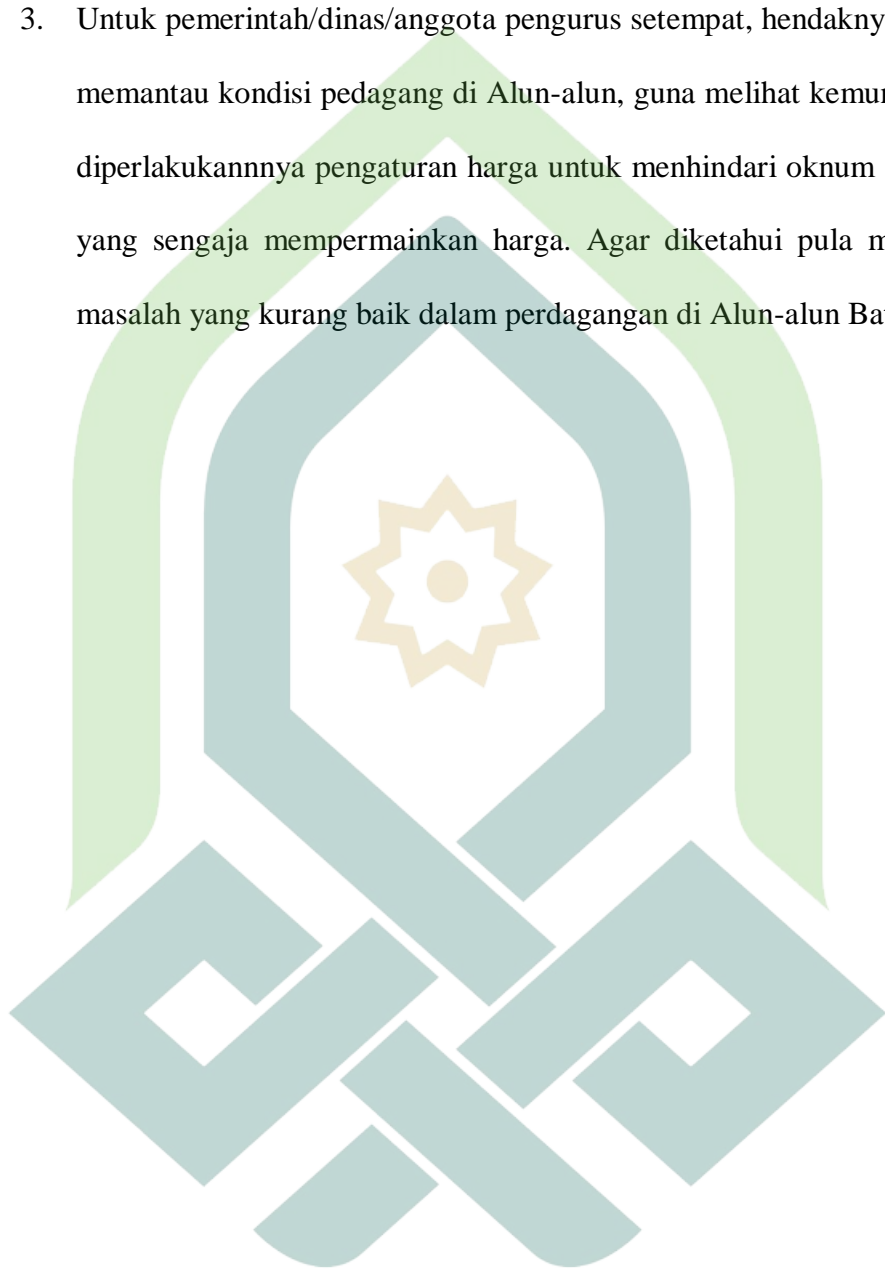 3. Untuk pemerintah/dinas/anggota pengurus setempat, hendakny
memantau kondisi pedagang di Alun-alun, guna melihat kemun
diperlakukannnya pengaturan harga untuk menhindari oknum
yang sengaja mempermainkan harga. Agar diketahui pula m
masalah yang kurang baik dalam perdagangan di Alun-alun Bat